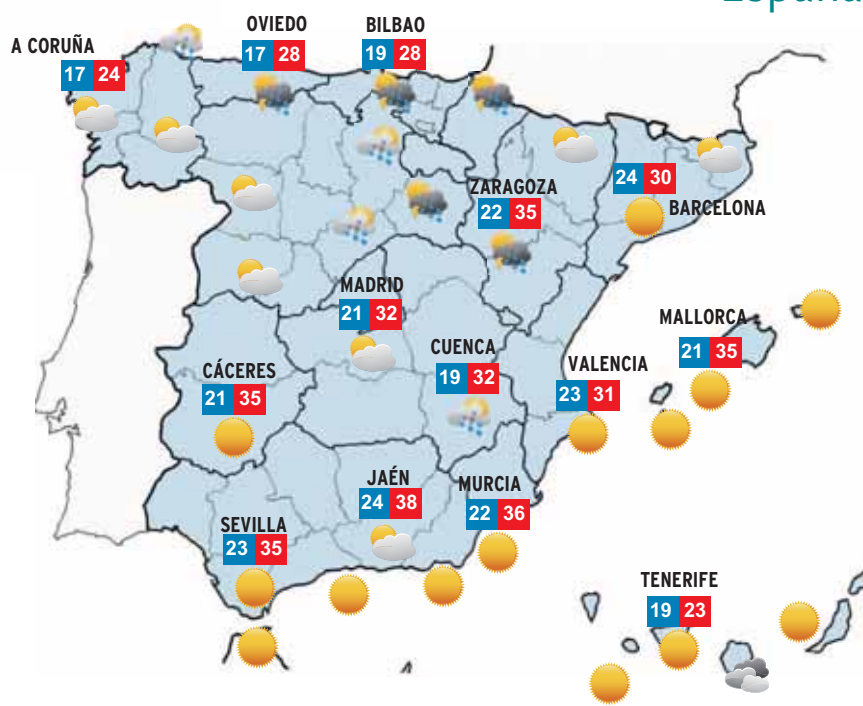 España
OVIEDO
17 28
BILBAO
19 28
A CORUÑA
17 24
ZARAGOZA
22 35
24 30
BARCELONA
MADRID
21 32
MALLORCA
21 35
CUENCA
19 32
VALENCIA
23 31
CÁCERES
21 35
JAÉN
24 38
MURCIA
22 36
SEVILLA
23 35
TENERIFE
19 23